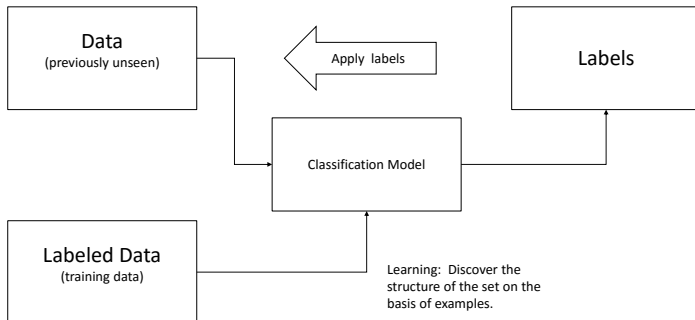 Data
(previously unseen)
Apply labels
Labels
Classification Model
Labeled Data
(training data)
Learning: Discover the
structure of the set on the
basis of examples.